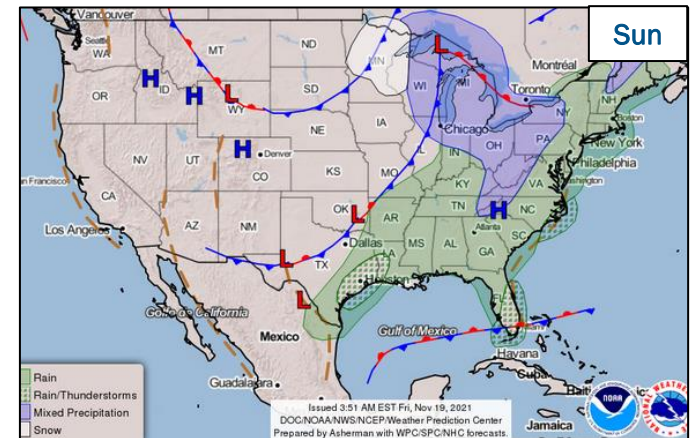 Sun
Vancouver
Seattle
WA
MT
ND
MN
L
Montréal
H
ID
H
L
WY
OR
SD
WI
MI
Toronto
NH
NY
Boston
IA
Chicago
New York
PA
NE
OH
Philadelphia
NV
UT
H
Denver
CO
IN
San Francisco
KS
MO
KY
VA
Washington
CA
OK
L
AR
TN
H
NC
Los Angeles
AZ
NM
Atlanta
SC
Dallas
MS
AL
GA
L
TX
LA
Houston
L
FL
Golfo de California
Miami
Mexico
Gulf of Mexico
Havana
Cuba
Guadalajara
Haiti
Jamaica
Rain
Rain/Thunderstorms
Mixed Precipitation
Snow
Issued 3:51 AM EST Fri, Nov 19, 2021
DOC/NOAA/NWS/NCEP/Weather Prediction Center
Prepared by Asherman with WPC/SPC/NHC forecasts.
NOAA